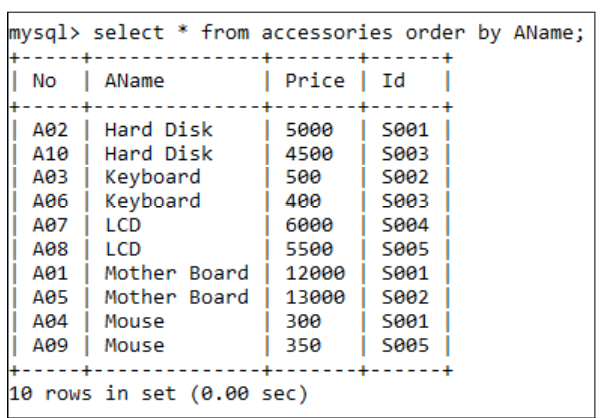 mysql> select * from accessories order by AName;
+-----+--------------+-------+------+
| No | AName | Price | Id |
+-----+--------------+-------+------+
| A02 | Hard Disk | 5000 | S001 |
| A10 | Hard Disk | 4500 | S003 |
| A03 | Keyboard | 500 | S002 |
| A06 | Keyboard | 400 | S003 |
| A07 | LCD | 6000 | S004 |
| A08 | LCD | 5500 | S005 |
| A01 | Mother Board | 12000 | S001 |
| A05 | Mother Board | 13000 | S002 |
| A04 | Mouse | 300 | S001 |
| A09 | Mouse | 350 | S005 |
+-----+--------------+-------+------+
10 rows in set (0.00 sec)